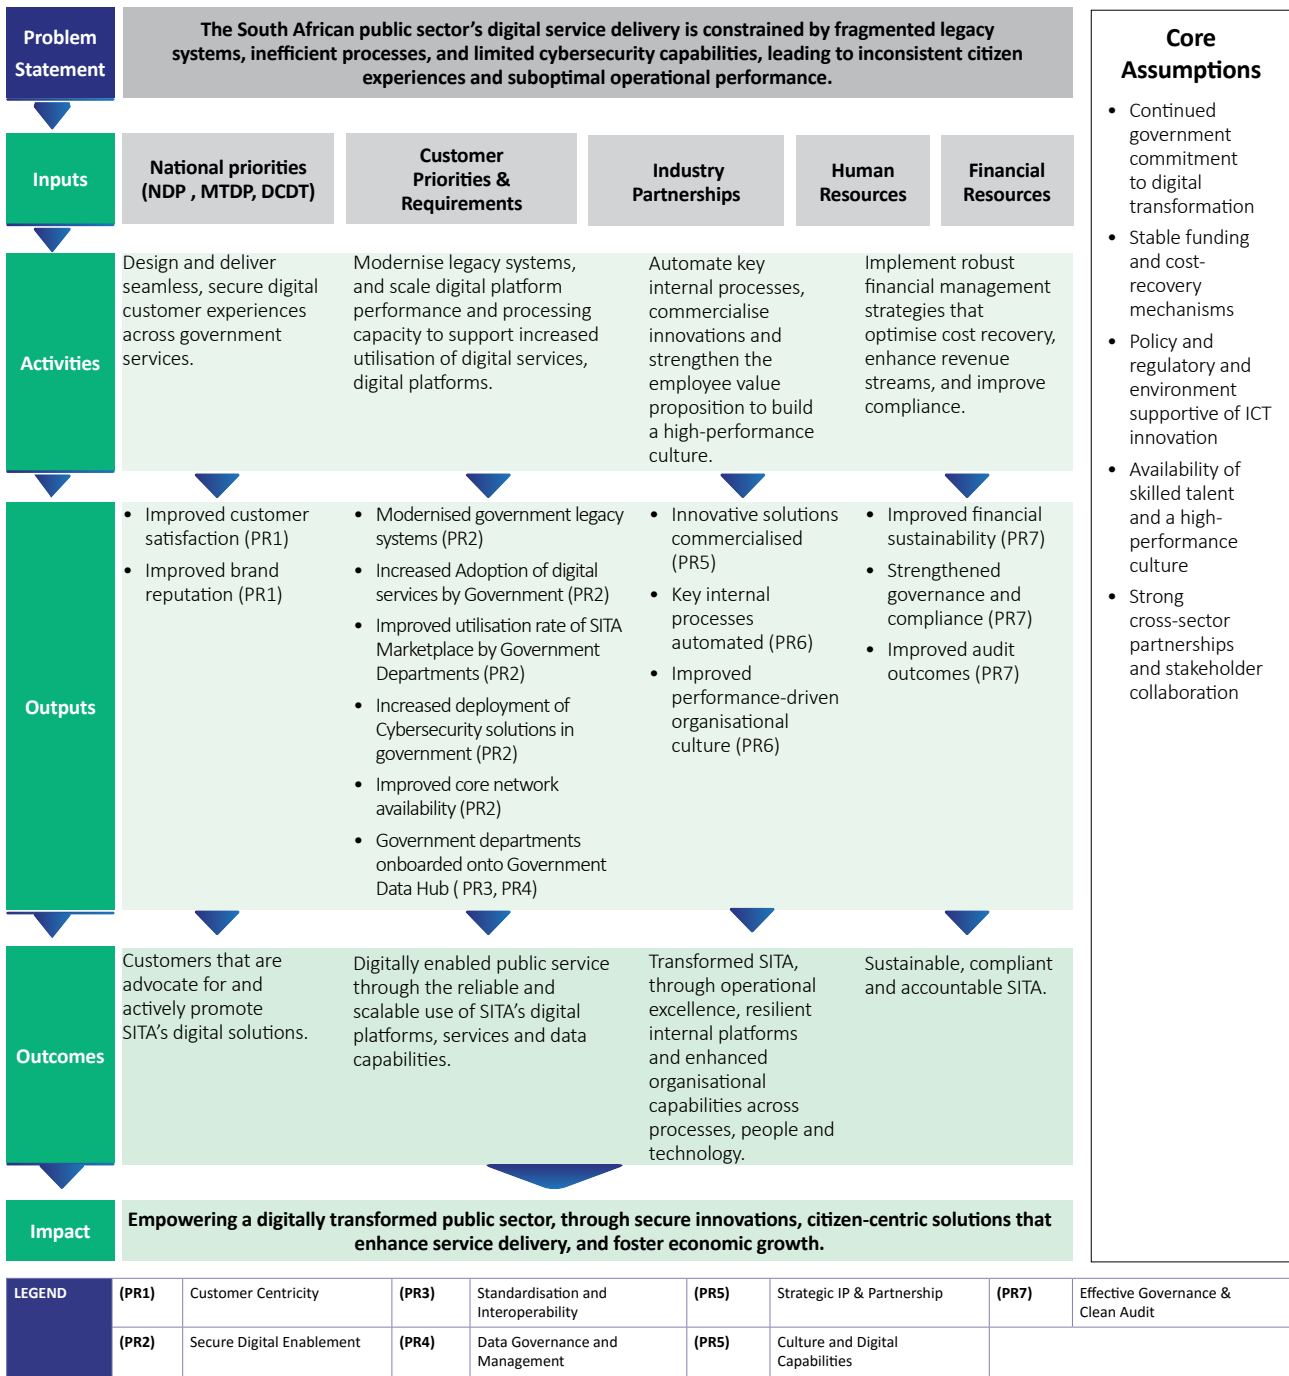 Problem
Statement
The South African public sector’s digital service delivery is constrained by fragmented legacy
systems, inefficient processes, and limited cybersecurity capabilities, leading to inconsistent citizen
experiences and suboptimal operational performance.
Inputs
National priorities
(NDP , MTDP, DCDT)
Customer
Priorities &
Requirements
Industry
Partnerships
Human
Resources
Financial
Resources
Activities
Design and deliver
seamless, secure digital
customer experiences
across government
services.
Modernise legacy systems,
and scale digital platform
performance and processing
capacity to support increased
utilisation of digital services,
digital platforms.
Automate key
internal processes,
commercialise
innovations and
strengthen the
employee value
proposition to build
a high-performance
culture.
Implement robust
financial management
strategies that
optimise cost recovery,
enhance revenue
streams, and improve
compliance.
Outputs
• Improved customer
satisfaction (PR1)
• Improved brand
reputation (PR1)
• Modernised government legacy
systems (PR2)
• Increased Adoption of digital
services by Government (PR2)
• Improved utilisation rate of SITA
Marketplace by Government
Departments (PR2)
• Increased deployment of
Cybersecurity solutions in
government (PR2)
• Improved core network
availability (PR2)
• Government departments
onboarded onto Government
Data Hub ( PR3, PR4)
• Innovative solutions
commercialised
(PR5)
• Key internal
processes
automated (PR6)
• Improved
performance-driven
organisational
culture (PR6)
• Improved financial
sustainability (PR7)
• Strengthened
governance and
compliance (PR7)
• Improved audit
outcomes (PR7)
Outcomes
Customers that are
advocate for and
actively promote
SITA’s digital solutions.
Digitally enabled public service
through the reliable and
scalable use of SITA’s digital
platforms, services and data
capabilities.
Transformed SITA,
through operational
excellence, resilient
internal platforms
and enhanced
organisational
capabilities across
processes, people and
technology.
Sustainable, compliant
and accountable SITA.
Impact
Empowering a digitally transformed public sector, through secure innovations, citizen-centric solutions that
enhance service delivery, and foster economic growth.
Core
Assumptions
• Continued
government
commitment
to digital
transformation
• Stable funding
and cost-
recovery
mechanisms
• Policy and
regulatory and
environment
supportive of ICT
innovation
• Availability of
skilled talent
and a high-
performance
culture
• Strong
cross-sector
partnerships
and stakeholder
collaboration
LEGEND
(PR1)
Customer Centricity
(PR3)
Standardisation and
Interoperability
(PR5)
Strategic IP & Partnership
(PR7)
Effective Governance &
Clean Audit
(PR2)
Secure Digital Enablement
(PR4)
Data Governance and
Management
(PR5)
Culture and Digital
Capabilities